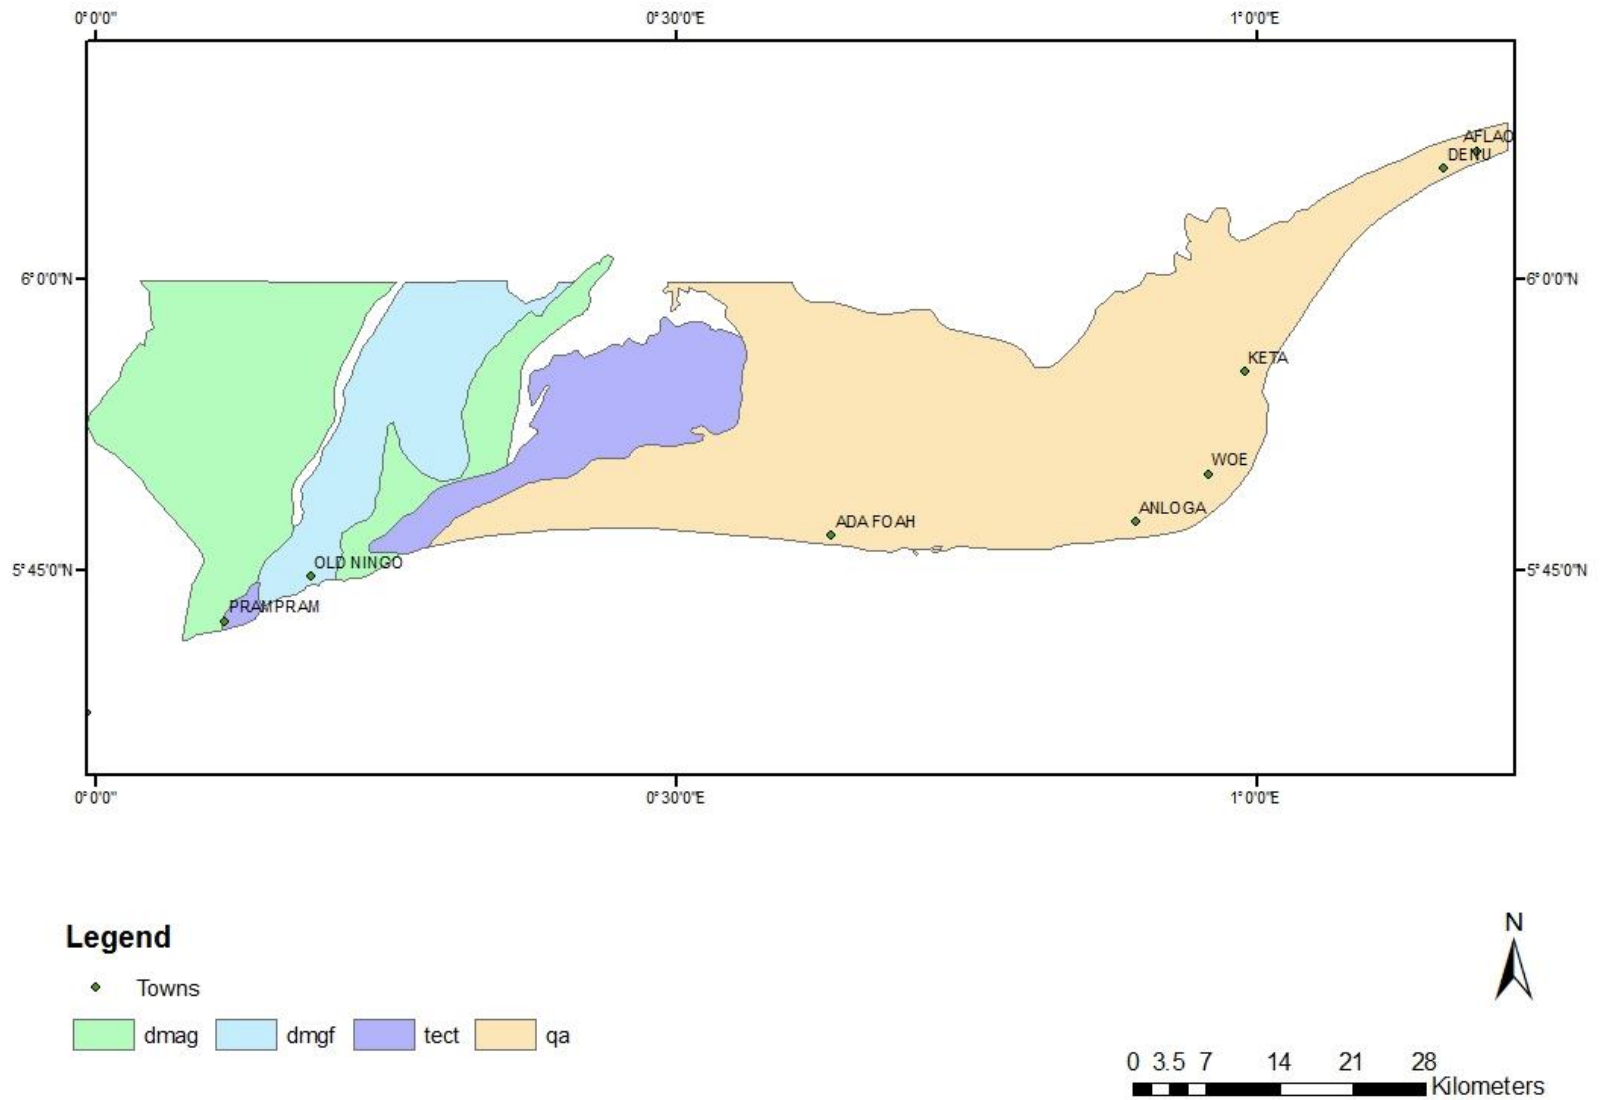 0°0'0" 0°30'0"E 1°0'0"E
AFLAO
DENU
6°0'0"N 6°0'0"N
KETA
WOE
ANLOGA
ADA FOAH
OLD NINGO
5°45'0"N 5°45'0"N
PRAMPRAM
0°0'0" 0°30'0"E 1°0'0"E
Legend
N
Towns
dmag dmgf tect qa
0 3.5 7 14 21 28
Kilometers